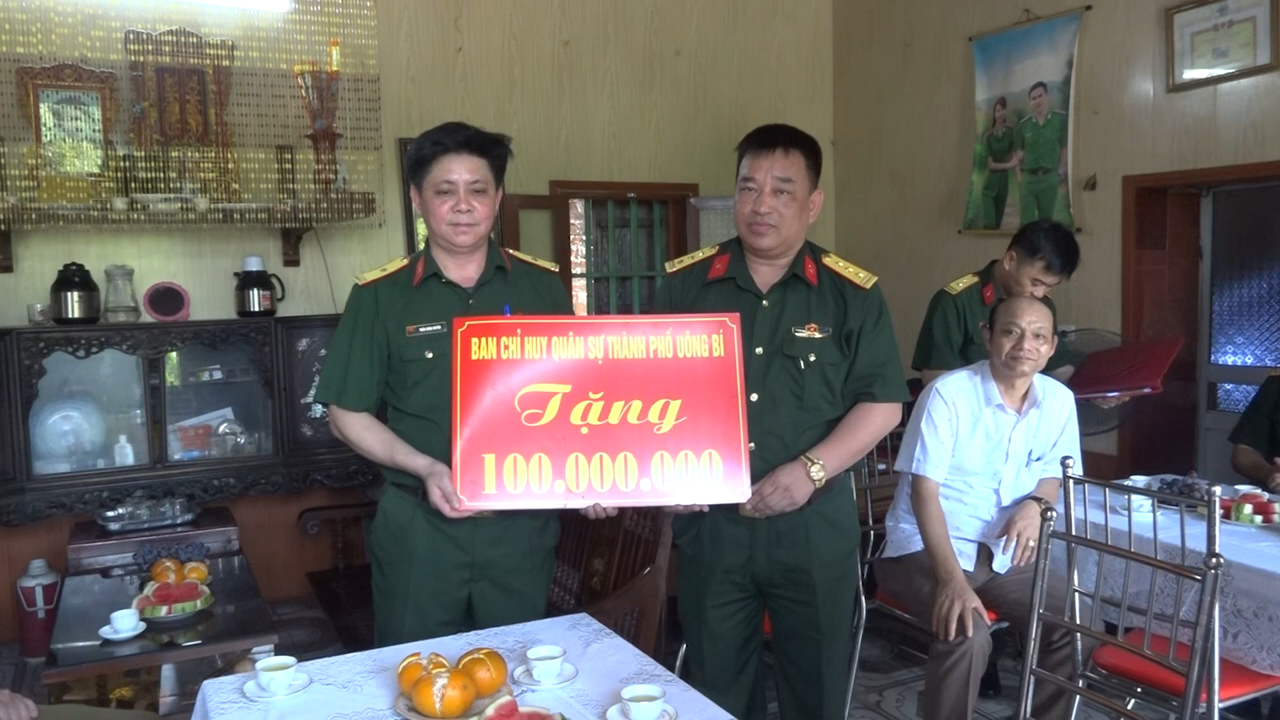 BAN CHỈ HUY QUÂN SỰ THÀNH PHỐ UÔNG BÍ
Tặng
100.000.000